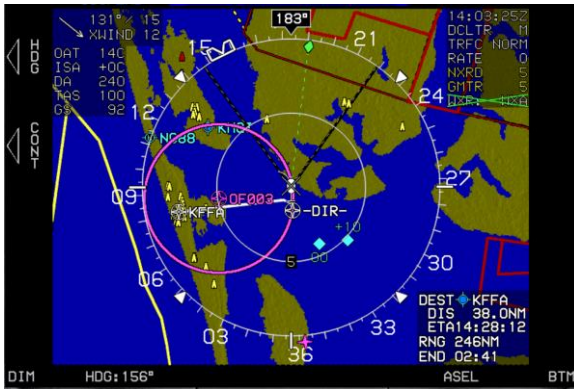 131° / 15
XWIND 12
OAT 14C
ISA +0C
DA 240
TAS 100
GS 92
183°
14:03:25Z
DCLTR M
TRFC NORM
RATE 0
NXRD 5
GMTR 5
HDG
CONT
15
21
12
24
09
27
06
30
03
33
36
5
N088
OF003
KFFA
-DIR-
+10
00
DEST KFFA
DIS 38.0NM
ETA14:28:12
RNG 246NM
END 02:41
DIM
HDG:156°
ASEL
BTM